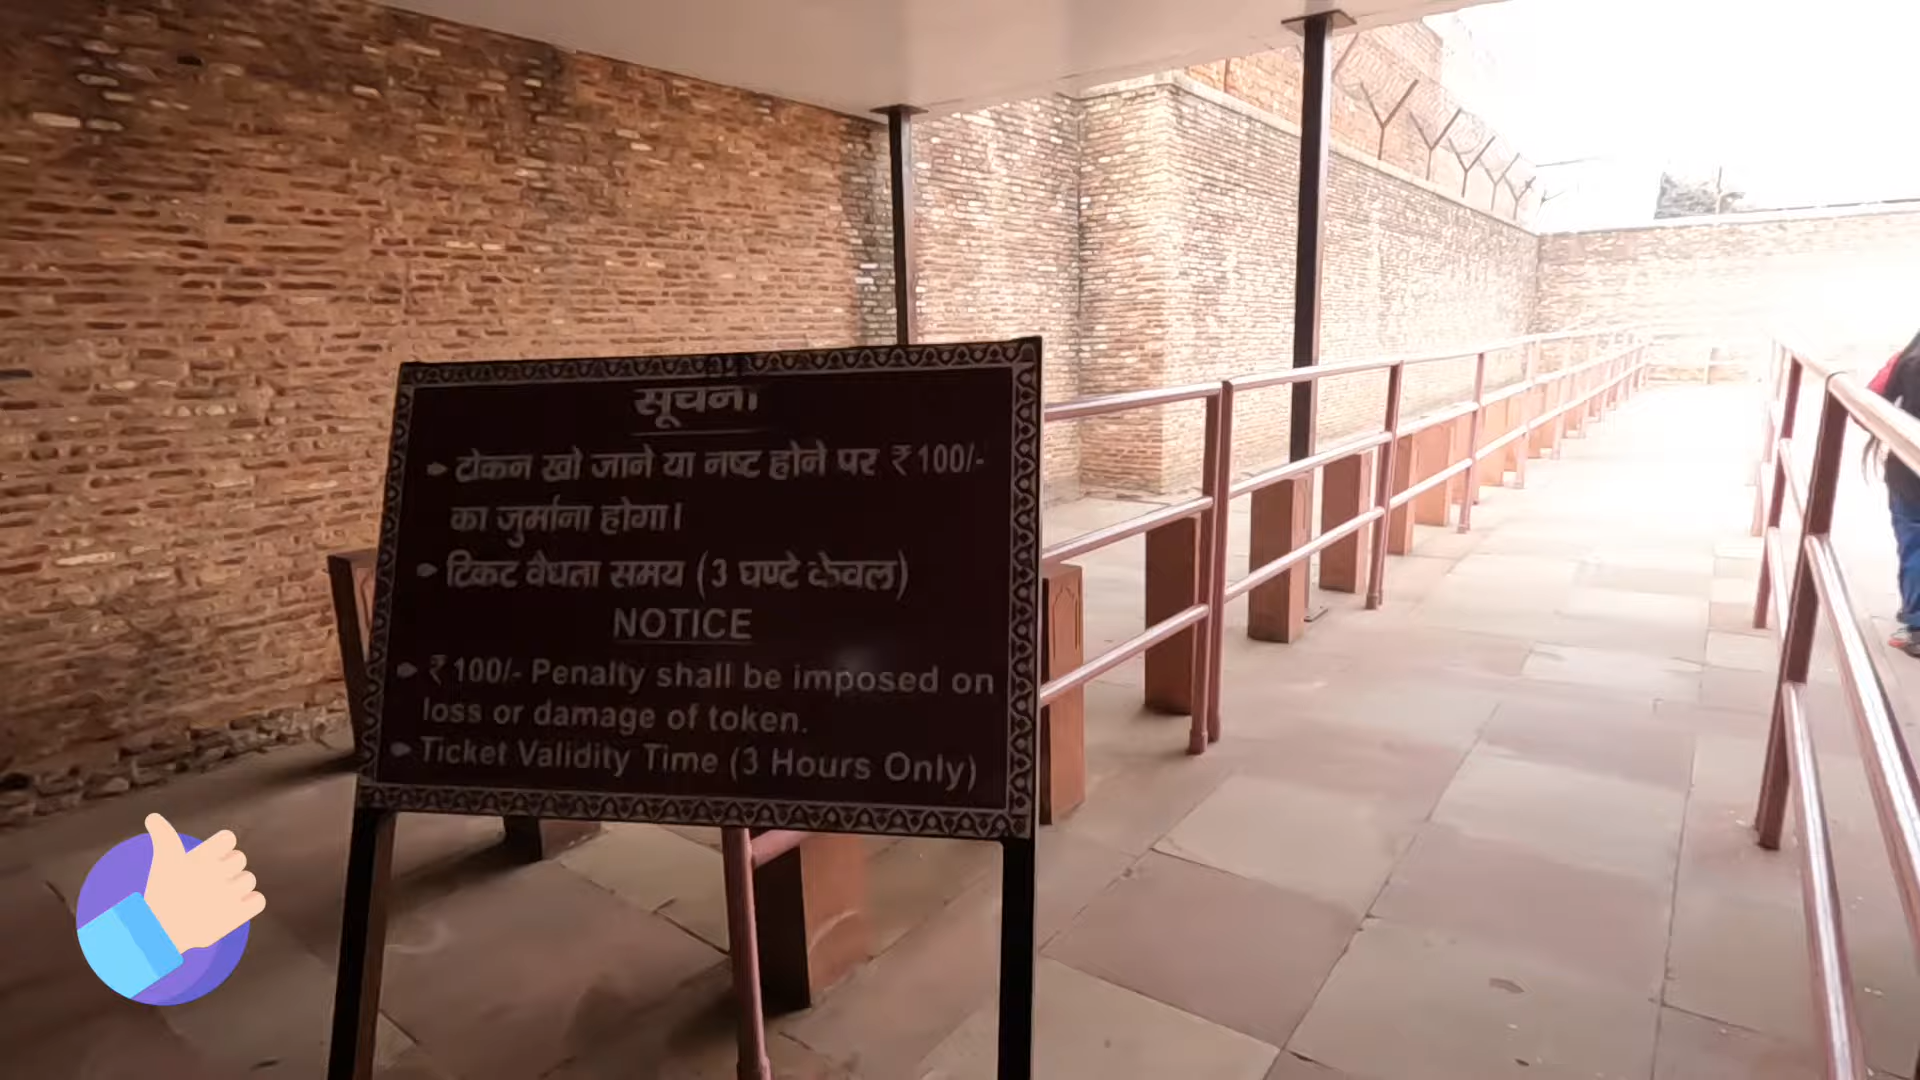 सूचना
टोकन खो जाने या नष्ट होने पर ₹100/-
का जुर्माना होगा।
टिकट वैधता समय (3 घण्टे केवल)
NOTICE
₹100/- Penalty shall be imposed on
loss or damage of token.
Ticket Validity Time (3 Hours Only)